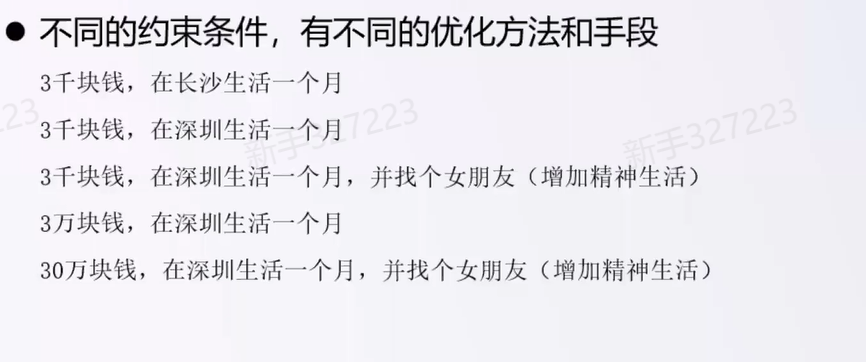 ● 不同的约束条件，有不同的优化方法和手段
3千块钱，在长沙生活一个月
3千块钱，在深圳生活一个月
3千块钱，在深圳生活一个月，并找个女朋友（增加精神生活）
3万块钱，在深圳生活一个月
30万块钱，在深圳生活一个月，并找个女朋友（增加精神生活）
223
新手327223
新手327223